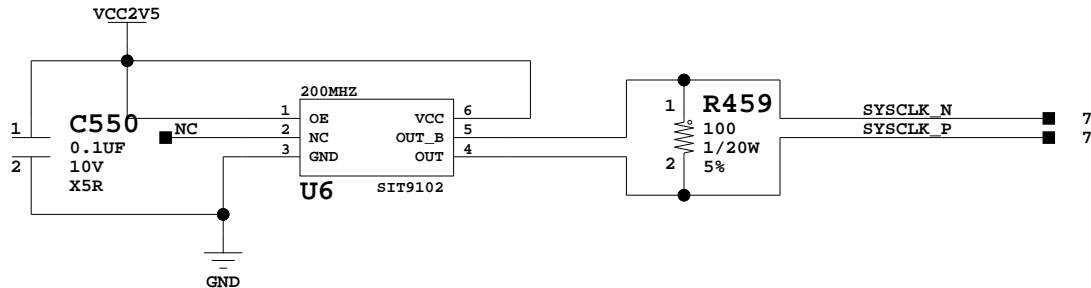 VCC2V5
200MHZ
1 OE VCC 6
NC 2 NC OUT_B 5
3 GND OUT 4
U6 SIT9102
1 C550
0.1UF
2 10V
X5R
GND
1 R459
100
1/20W
2 5%
SYSCLK_N 7
SYSCLK_P 7